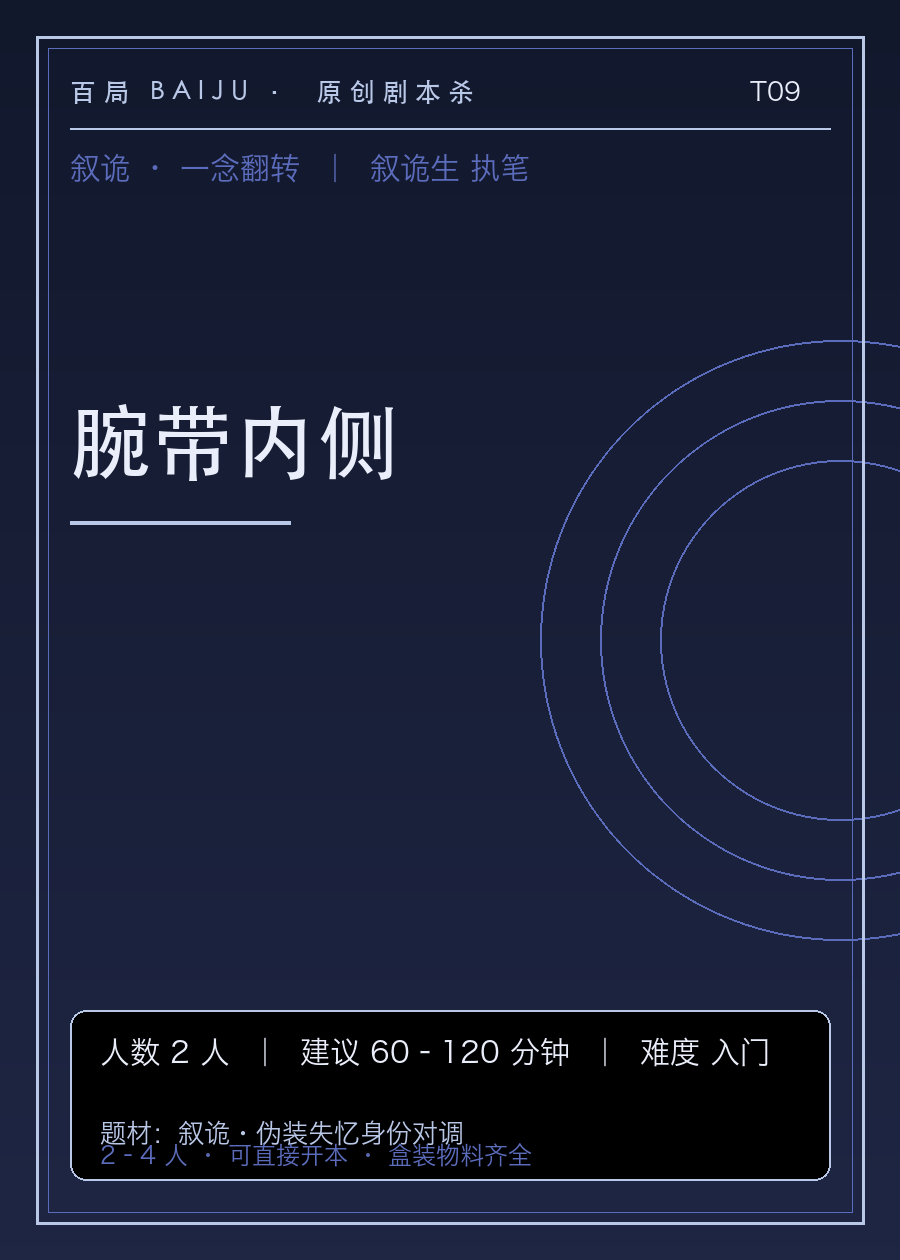 百局 BAIJU · 原创剧本杀
T09
叙诡 · 一念翻转 ｜ 叙诡生 执笔
腕带内侧
人数 2 人 ｜ 建议 60 - 120 分钟 ｜ 难度 入门
题材：叙诡·伪装失忆身份对调
2-4 人 · 可直接开本 · 盒装物料齐全